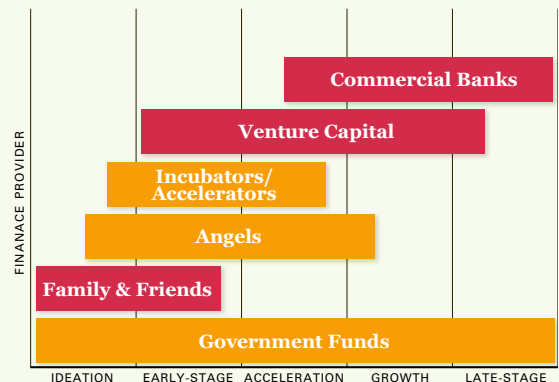 Commercial Banks
Venture Capital
Incubators/
Accelerators
Angels
Family & Friends
Government Funds
FINANACE PROVIDER
IDEATION
EARLY-STAGE
ACCELERATION
GROWTH
LATE-STAGE